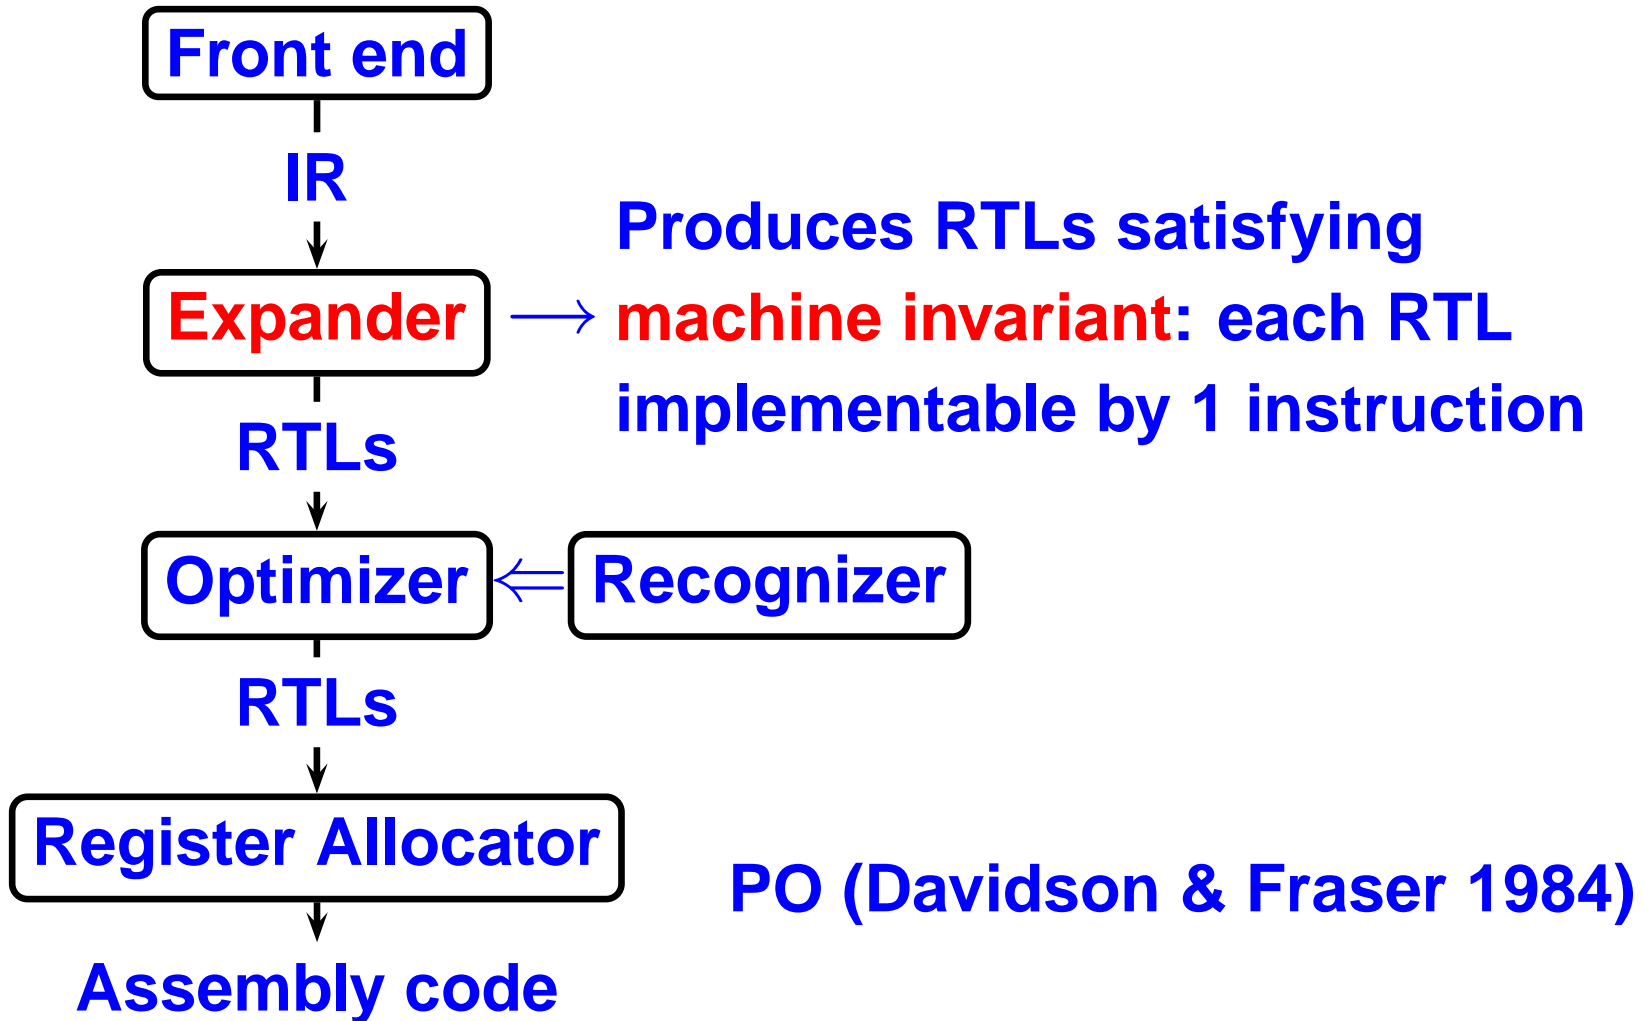 Front end
IR
Produces RTLs satisfying
Expander
machine invariant: each RTL
implementable by 1 instruction
RTLs
Optimizer
Recognizer
RTLs
Register Allocator
PO (Davidson & Fraser 1984)
Assembly code